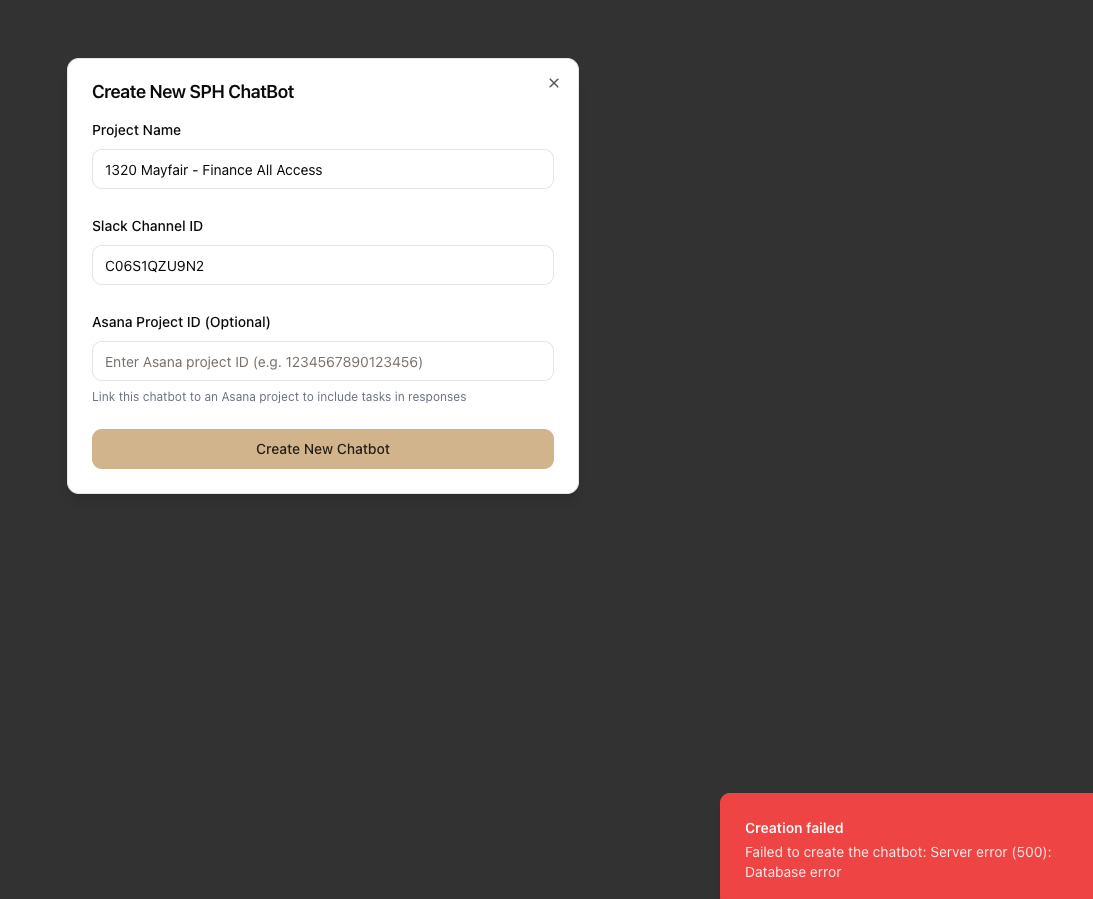 Create New SPH ChatBot
Project Name
1320 Mayfair - Finance All Access
Slack Channel ID
C06S1QZU9N2
Asana Project ID (Optional)
Enter Asana project ID (e.g. 1234567890123456)
Link this chatbot to an Asana project to include tasks in responses
Create New Chatbot
Creation failed
Failed to create the chatbot: Server error (500):
Database error